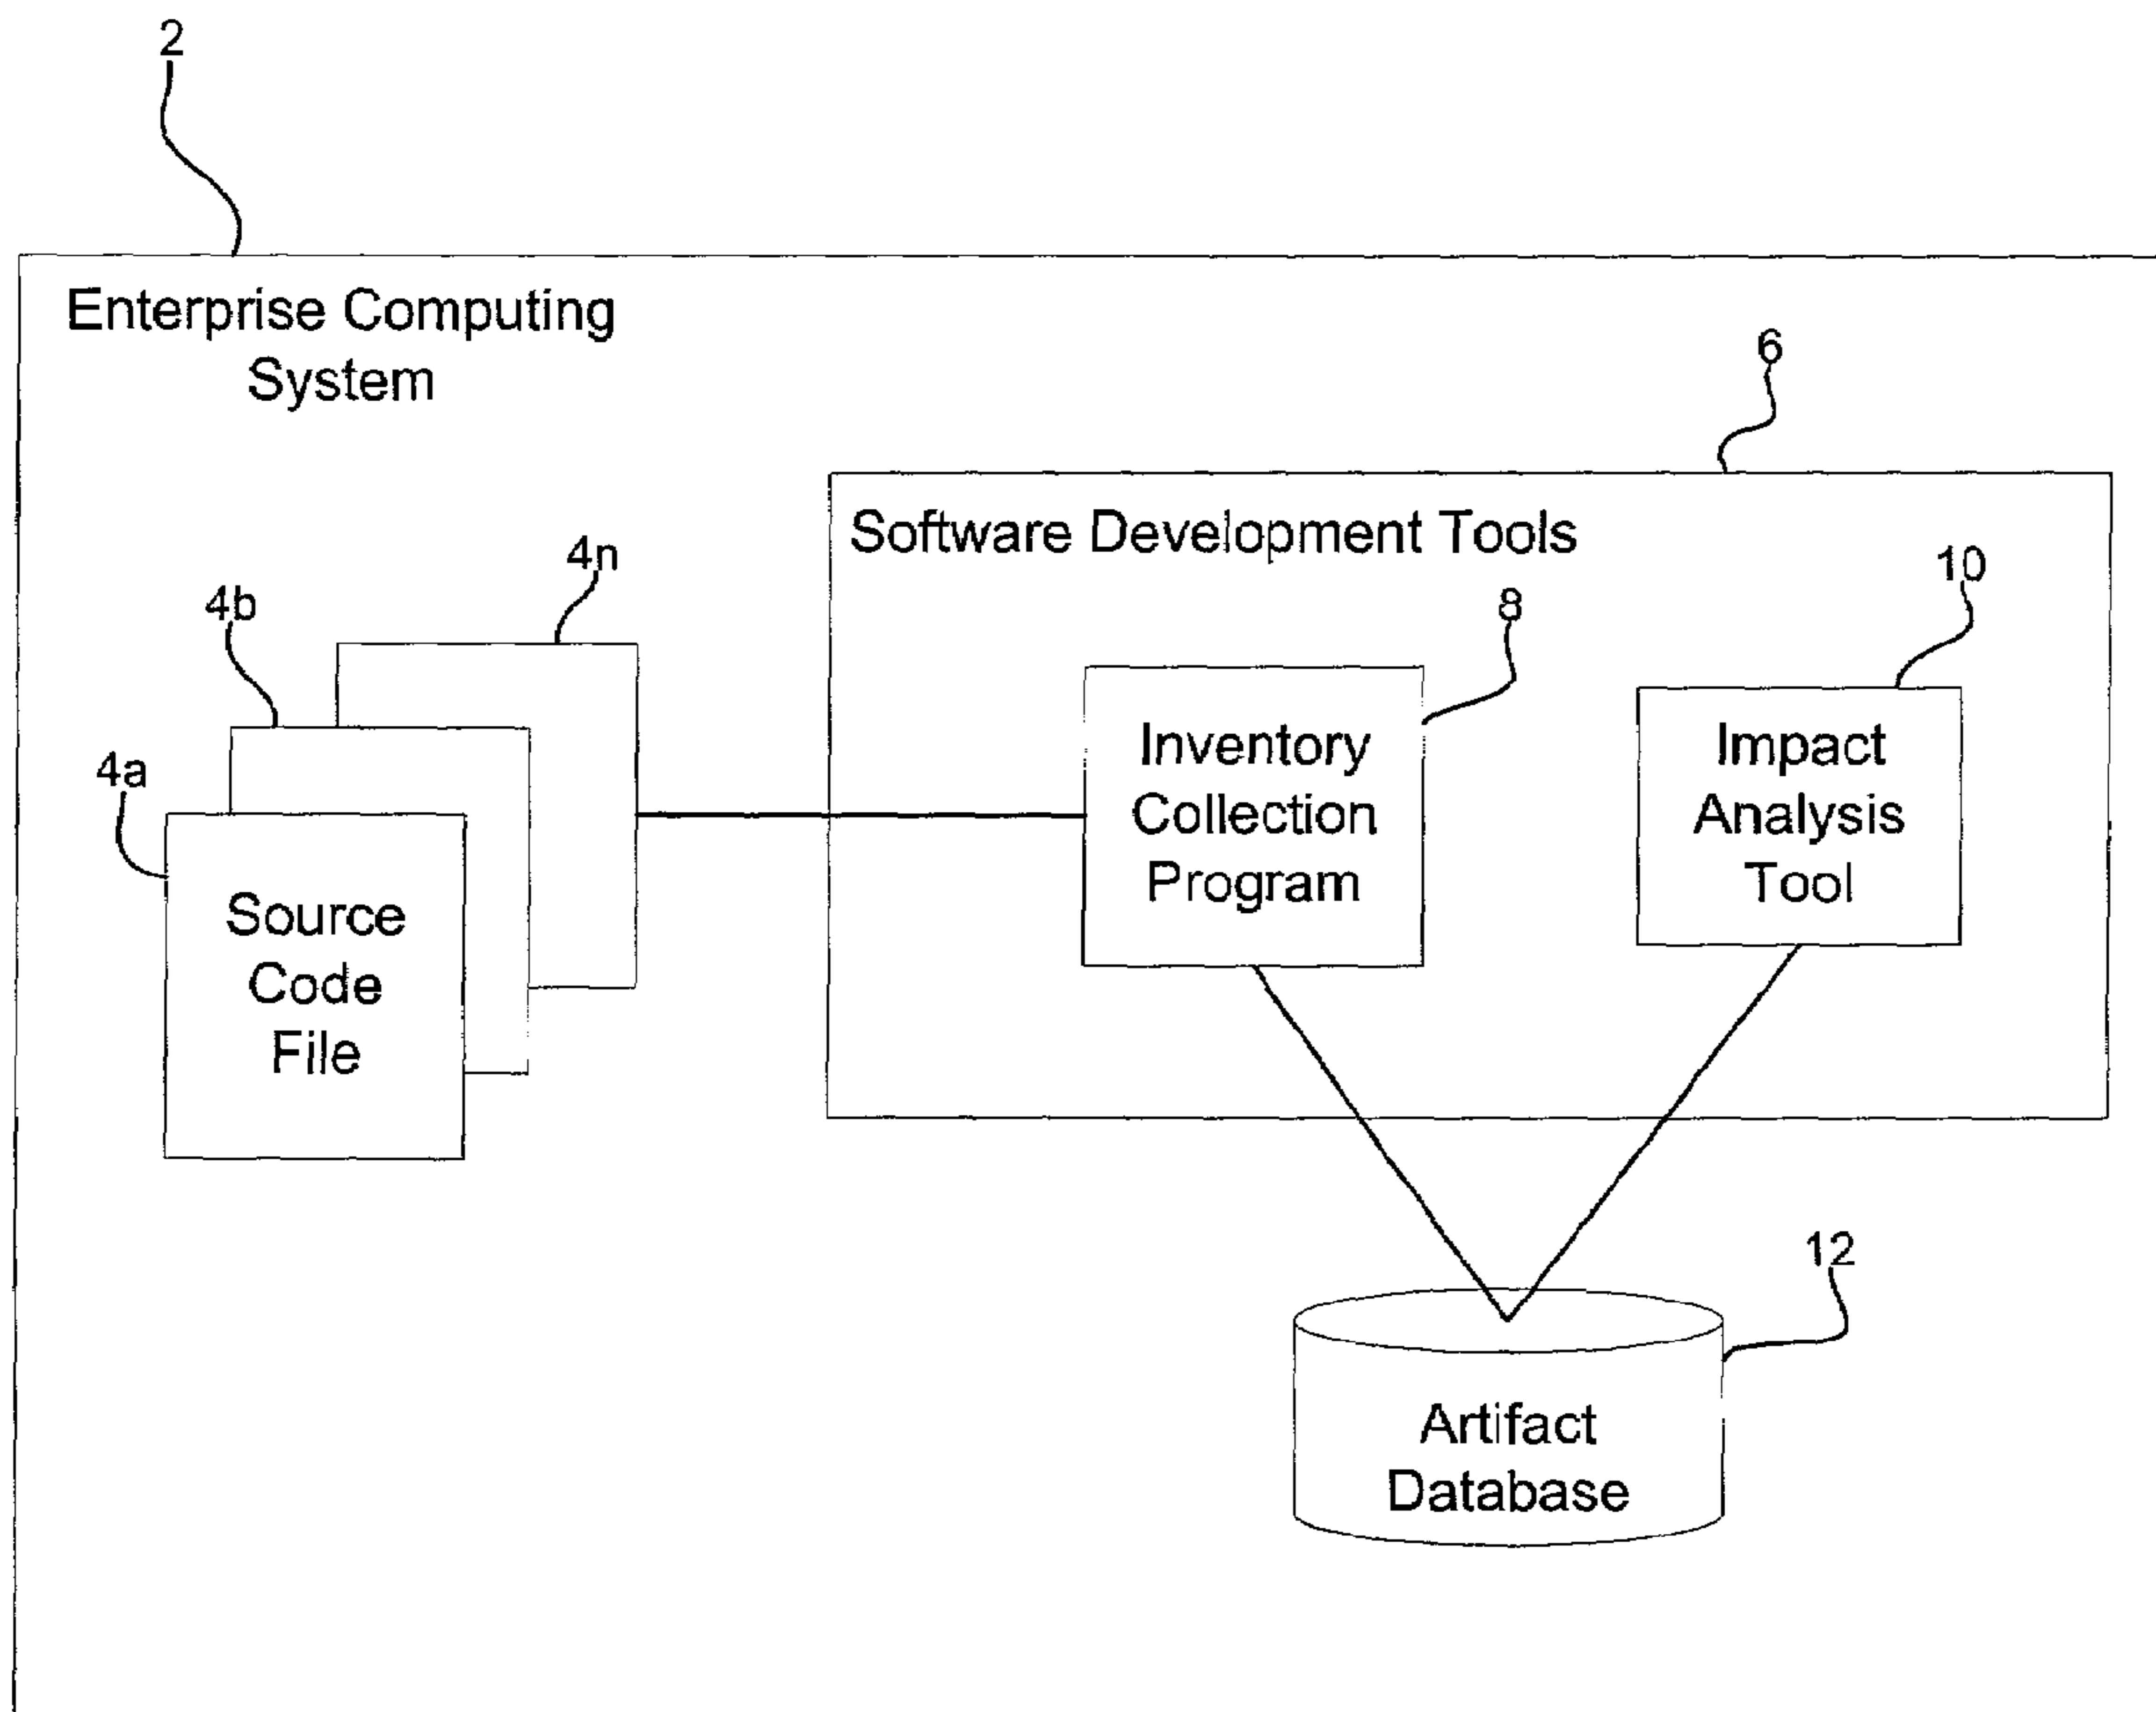 2
Enterprise Computing
System
6
Software Development Tools
4n
10
4b
8
4a
Inventory
Collection
Program
Impact
Analysis
Tool
Source
Code
File
12
Artifact
Database